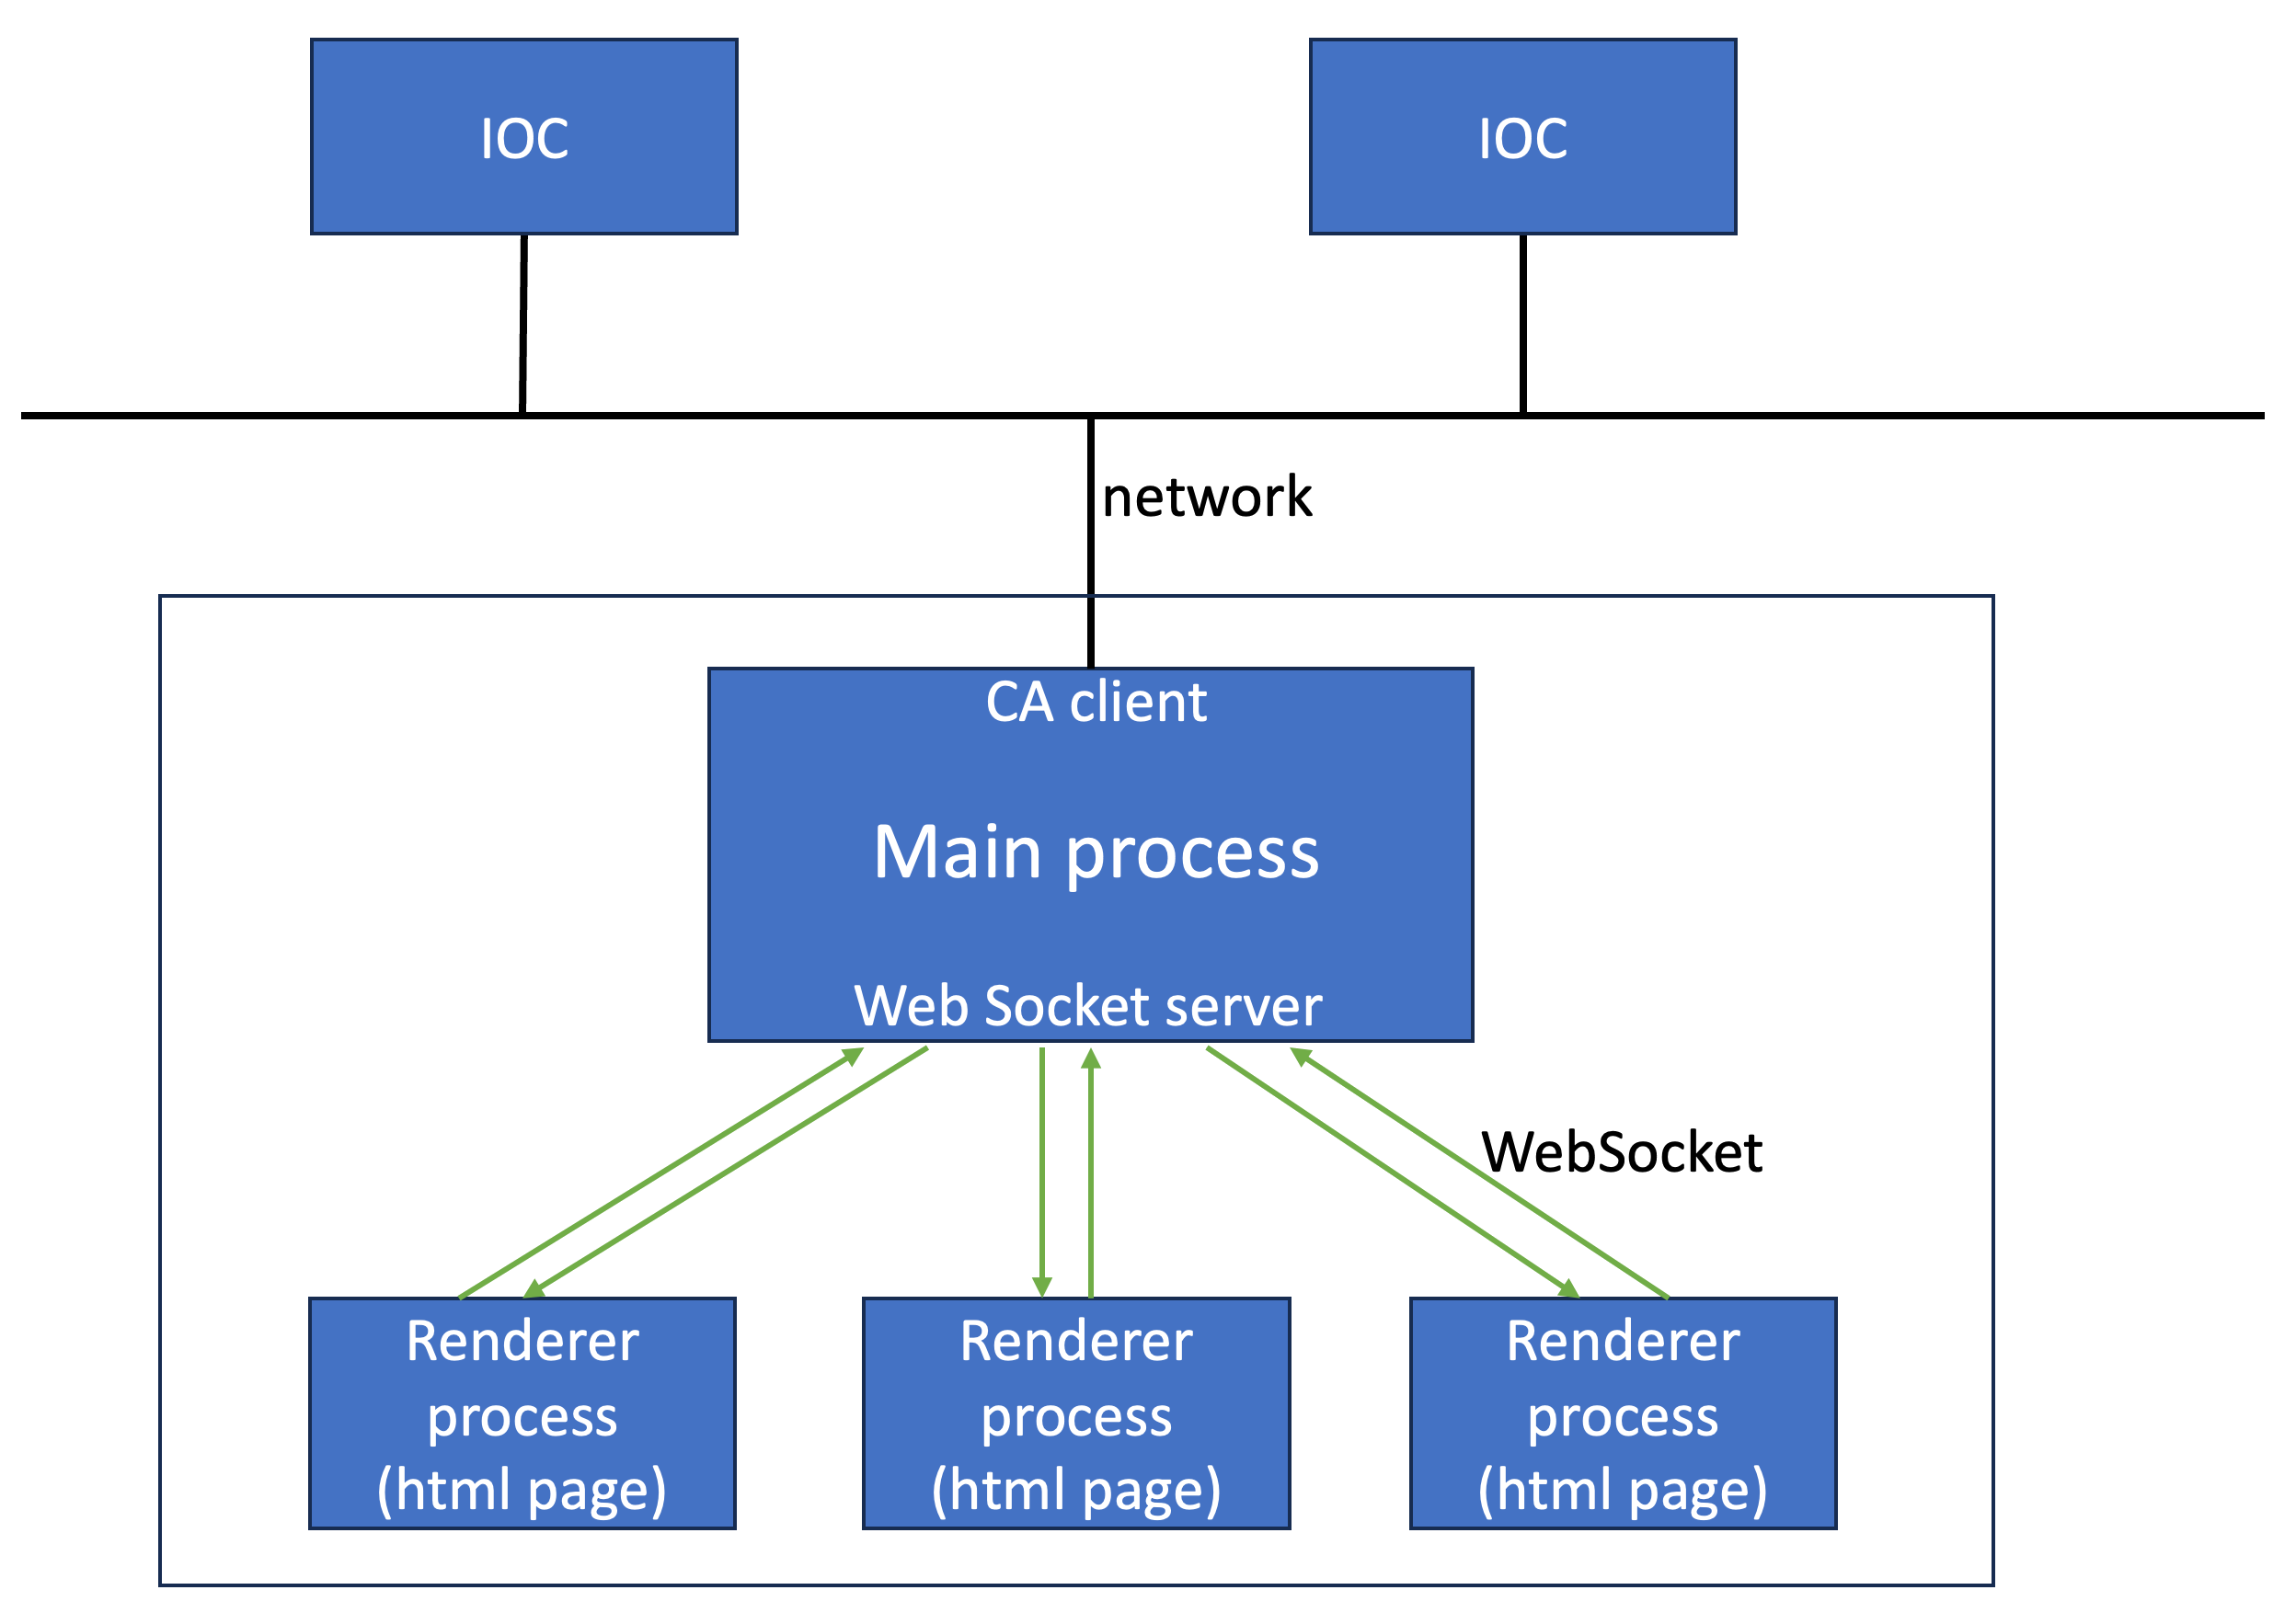 IOC
IOC
network
CA client
Main process
Web Socket server
WebSocket
Renderer
process
(html page)
Renderer
process
(html page)
Renderer
process
(html page)